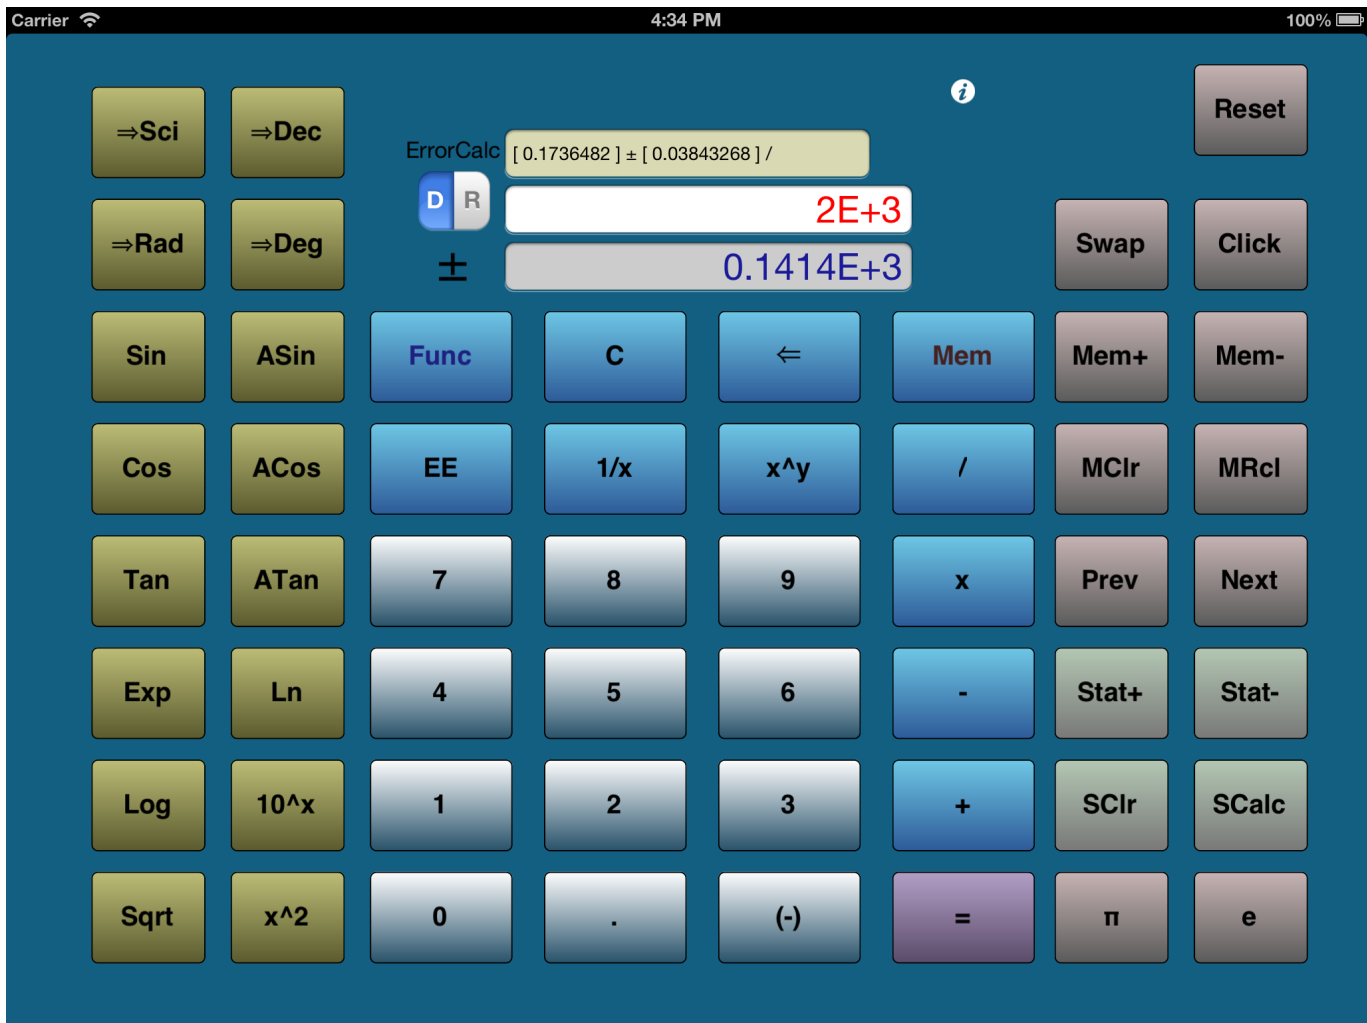 Carrier 4:34 PM 100%
Reset
⇒Sci ⇒Dec
ErrorCalc [ 0.1736482 ] ± [ 0.03843268 ] /
D R 2E+3
⇒Rad ⇒Deg Swap Click
± 0.1414E+3
Sin ASin Func C ⇐ Mem Mem+ Mem-
Cos ACos EE 1/x x^y / MClr MRcl
Tan ATan 7 8 9 x Prev Next
Exp Ln 4 5 6 - Stat+ Stat-
Log 10^x 1 2 3 + SClr SCalc
Sqrt x^2 0 . (-) = π e